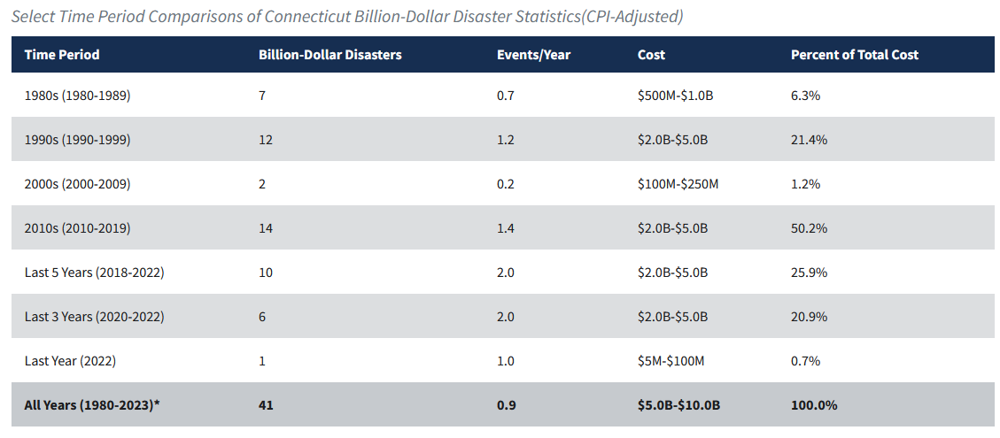 Select Time Period Comparisons of Connecticut Billion-Dollar Disaster Statistics(CPI-Adjusted)
Time Period Billion-Dollar Disasters Events/Year Cost Percent of Total Cost
1980s (1980-1989) 7 0.7 $500M-$1.0B 6.3%
1990s (1990-1999) 12 1.2 $2.0B-$5.0B 21.4%
2000s (2000-2009) 2 0.2 $100M-$250M 1.2%
2010s (2010-2019) 14 1.4 $2.0B-$5.0B 50.2%
Last 5 Years (2018-2022) 10 2.0 $2.0B-$5.0B 25.9%
Last 3 Years (2020-2022) 6 2.0 $2.0B-$5.0B 20.9%
Last Year (2022) 1 1.0 $5M-$100M 0.7%
All Years (1980-2023)* 41 0.9 $5.0B-$10.0B 100.0%